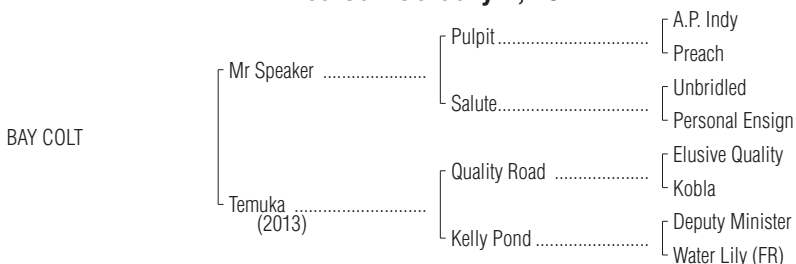 A.P. Indy
Pulpit
Preach
Mr Speaker
Unbridled
Salute
Personal Ensign
BAY COLT
Elusive Quality
Quality Road
Kobla
Temuka
(2013)
Deputy Minister
Kelly Pond
Water Lily (FR)